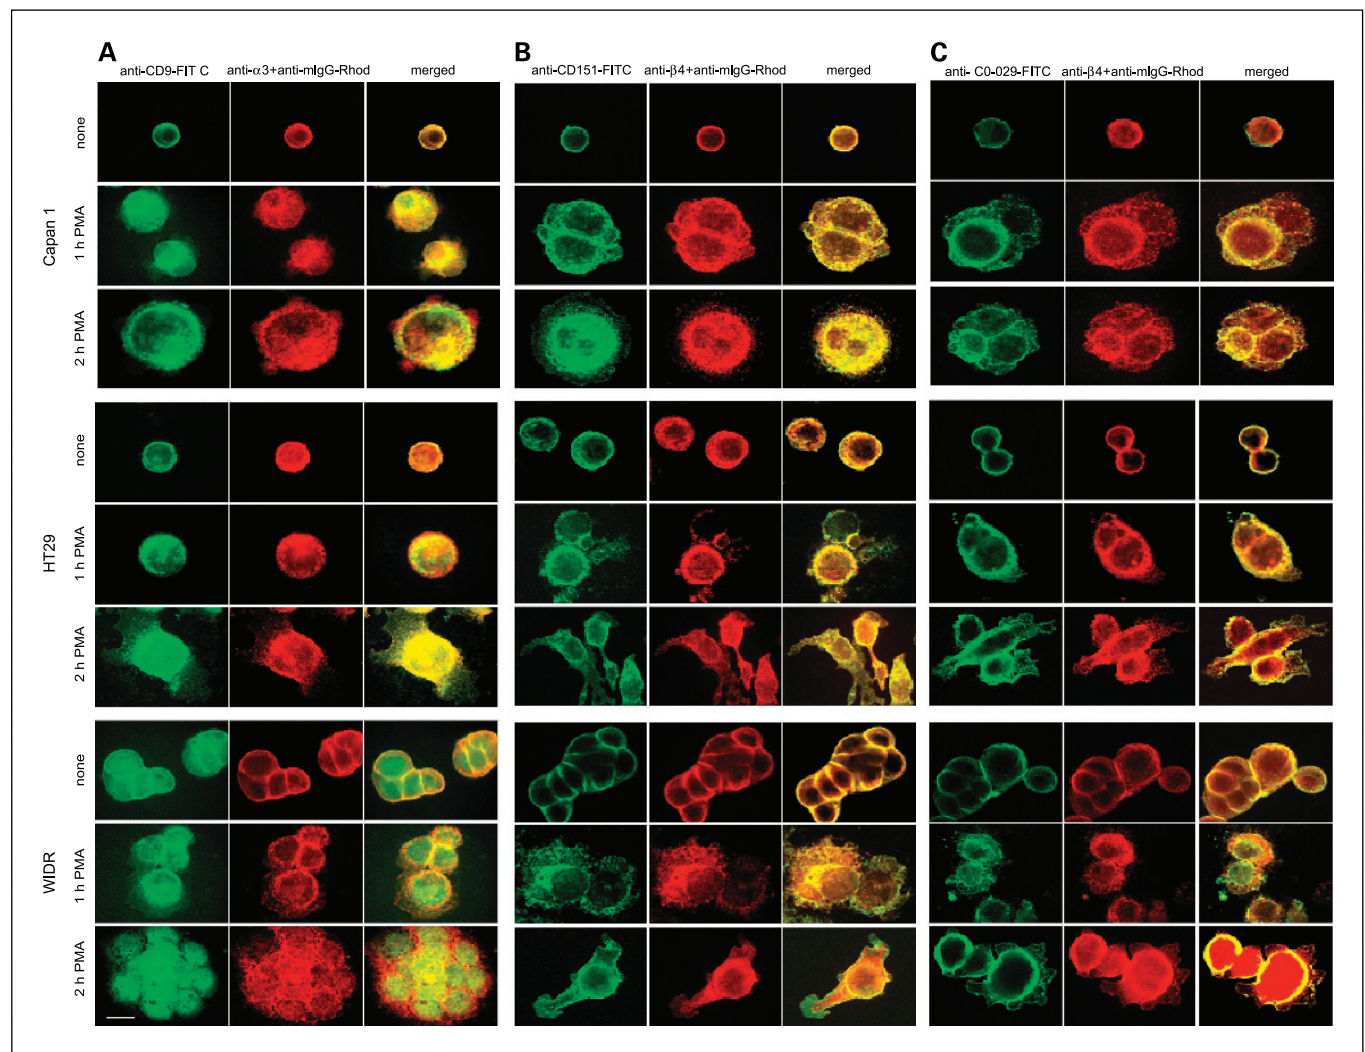 A B C
anti-CD9-FIT C anti-α3+anti-mIgG-Rhod merged anti-CD151-FITC anti-β4+anti-mIgG-Rhod merged anti- C0-029-FITC anti-β4+anti-mIgG-Rhod merged
Capan 1
none
1 h PMA
2 h PMA
HT29
none
1 h PMA
2 h PMA
WIDR
none
1 h PMA
2 h PMA